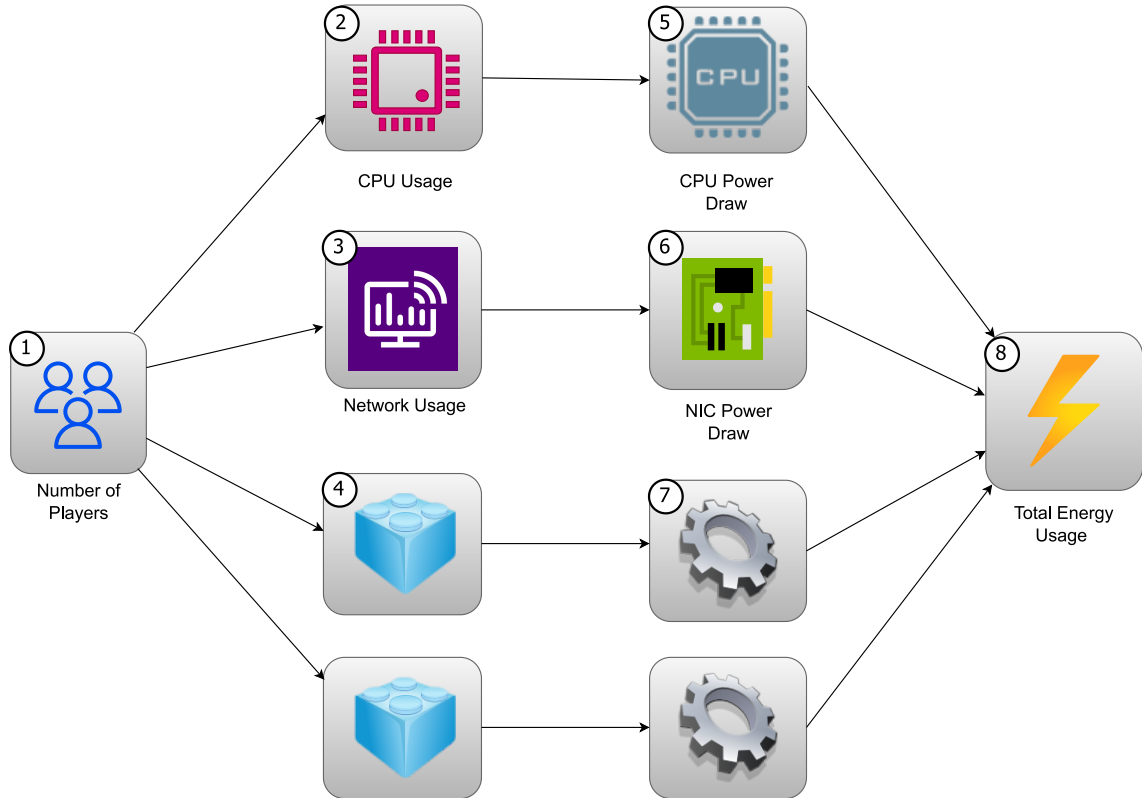 2
5
CPU
CPU Usage
CPU Power
Draw
3
6
Network Usage
NIC Power
Draw
1
Number of
Players
8
Total Energy
Usage
4
7